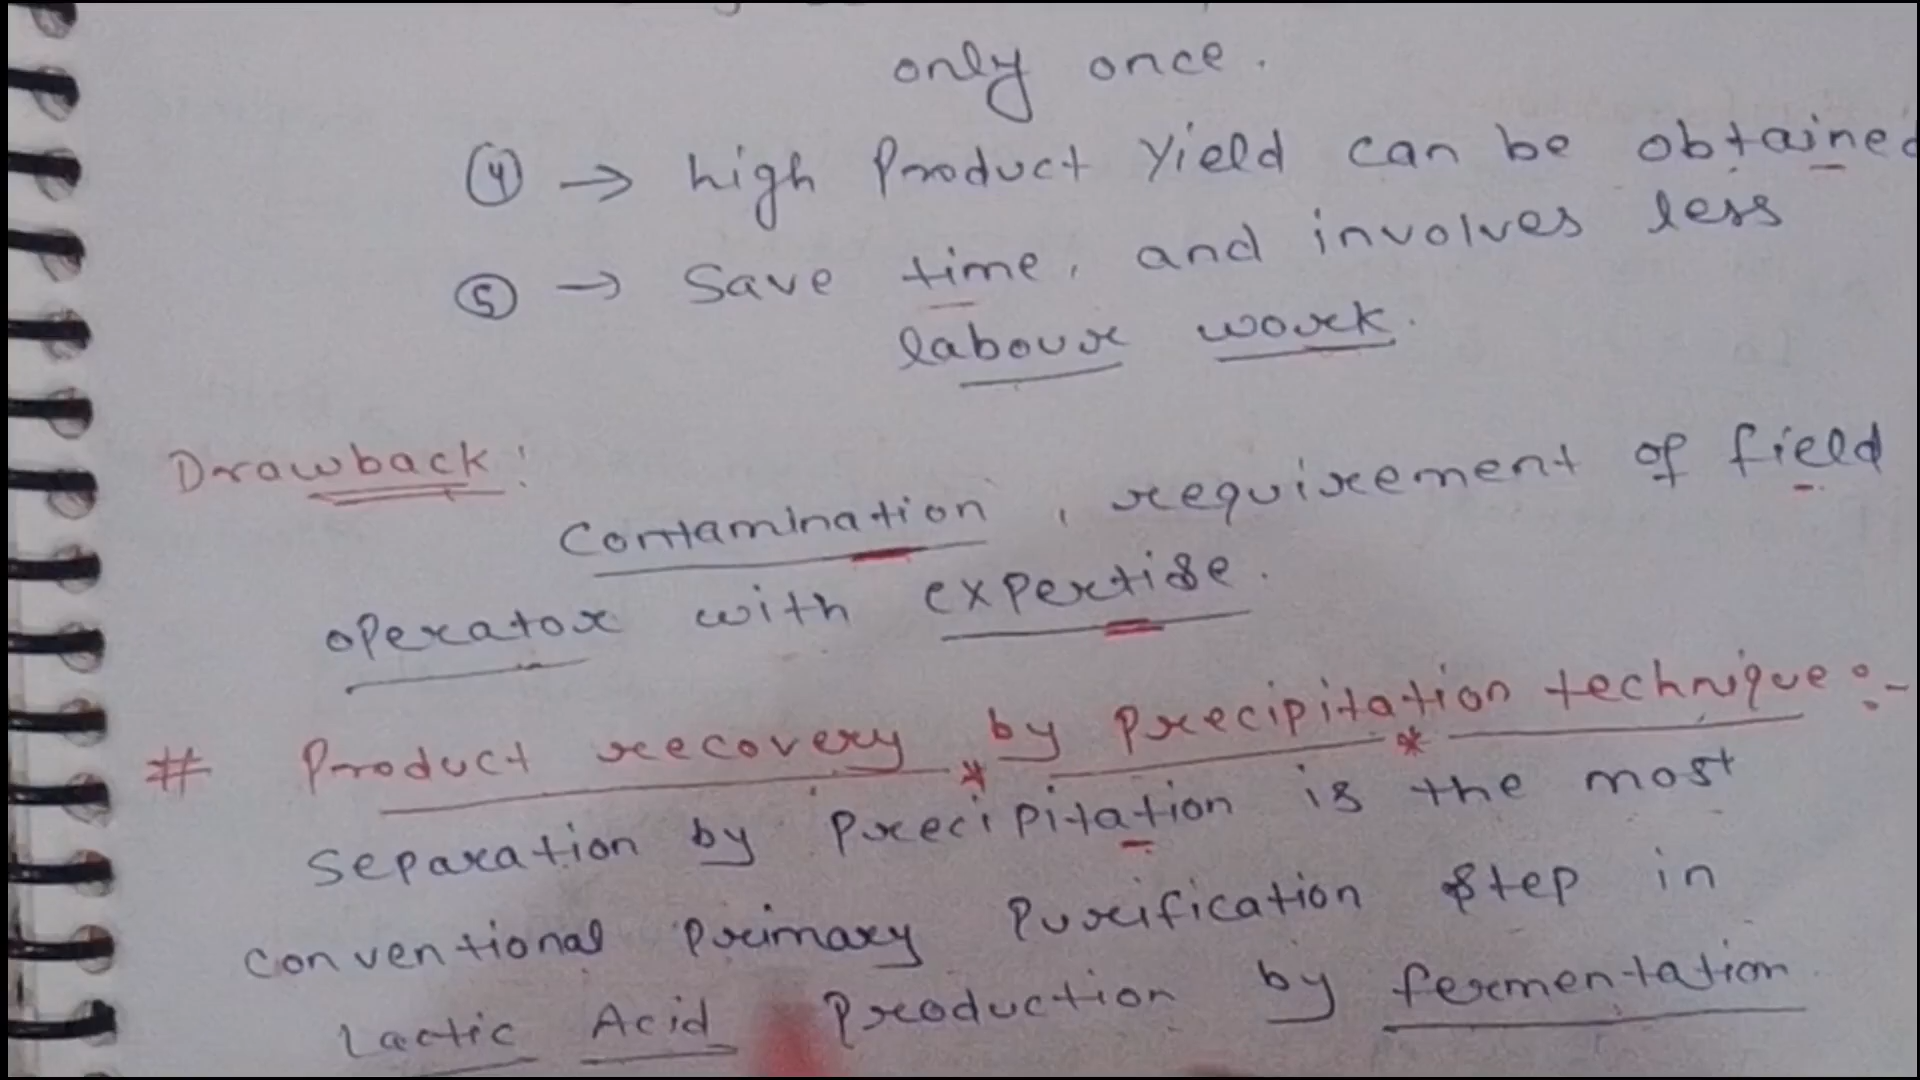 only once.
④ → high Product Yield can be obtained
⑤ → Save time, and involves less
labour work.
Drawback :
Contamination, requirement of field
operator with expertise.
# Product recovery by Precipitation technique :-
Separation by Precipitation is the most
conventional Primary Purification step in
Lactic Acid Production by fermentation